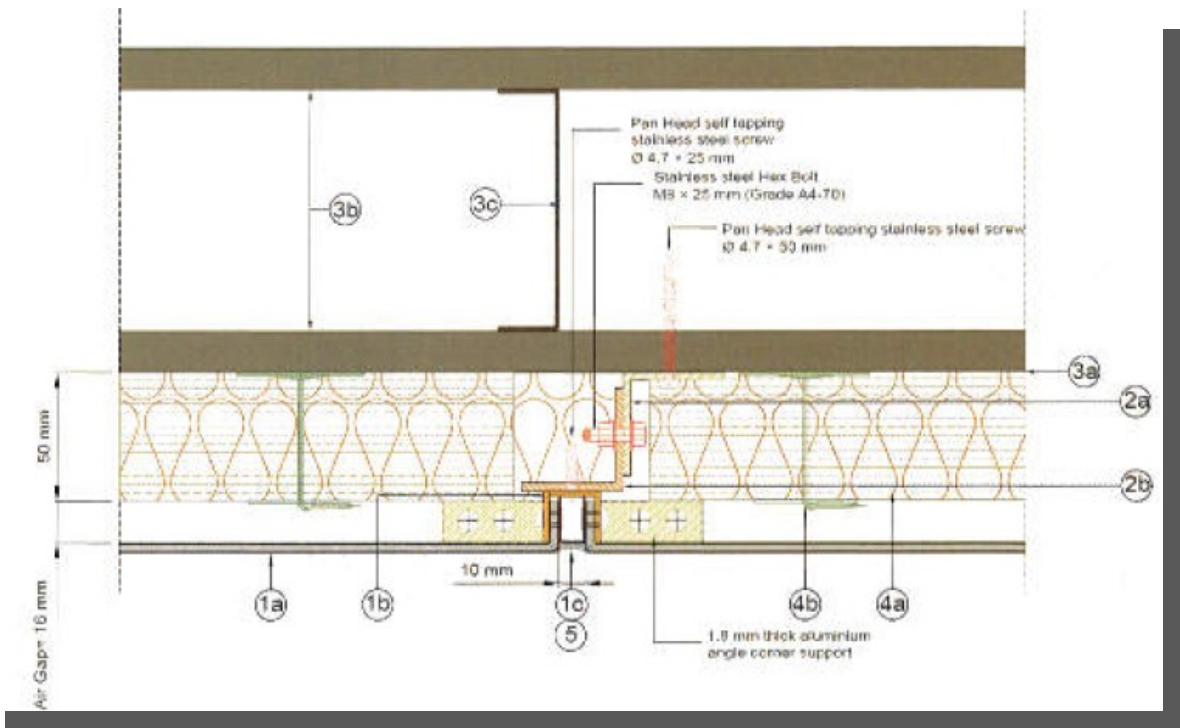 Pan Head self tapping
stainless steel screw
Ø 4.7 × 25 mm
Stainless steel Hex Bolt
M8 × 25 mm (Grade A4-70)
3b
3c
Pan Head self tapping stainless steel screw
Ø 4.7 × 50 mm
3a
2a
50 mm
2b
10 mm
1a
1b
1c
5
4b
4a
1.8 mm thick aluminium
angle corner support
Air Gap= 16 mm